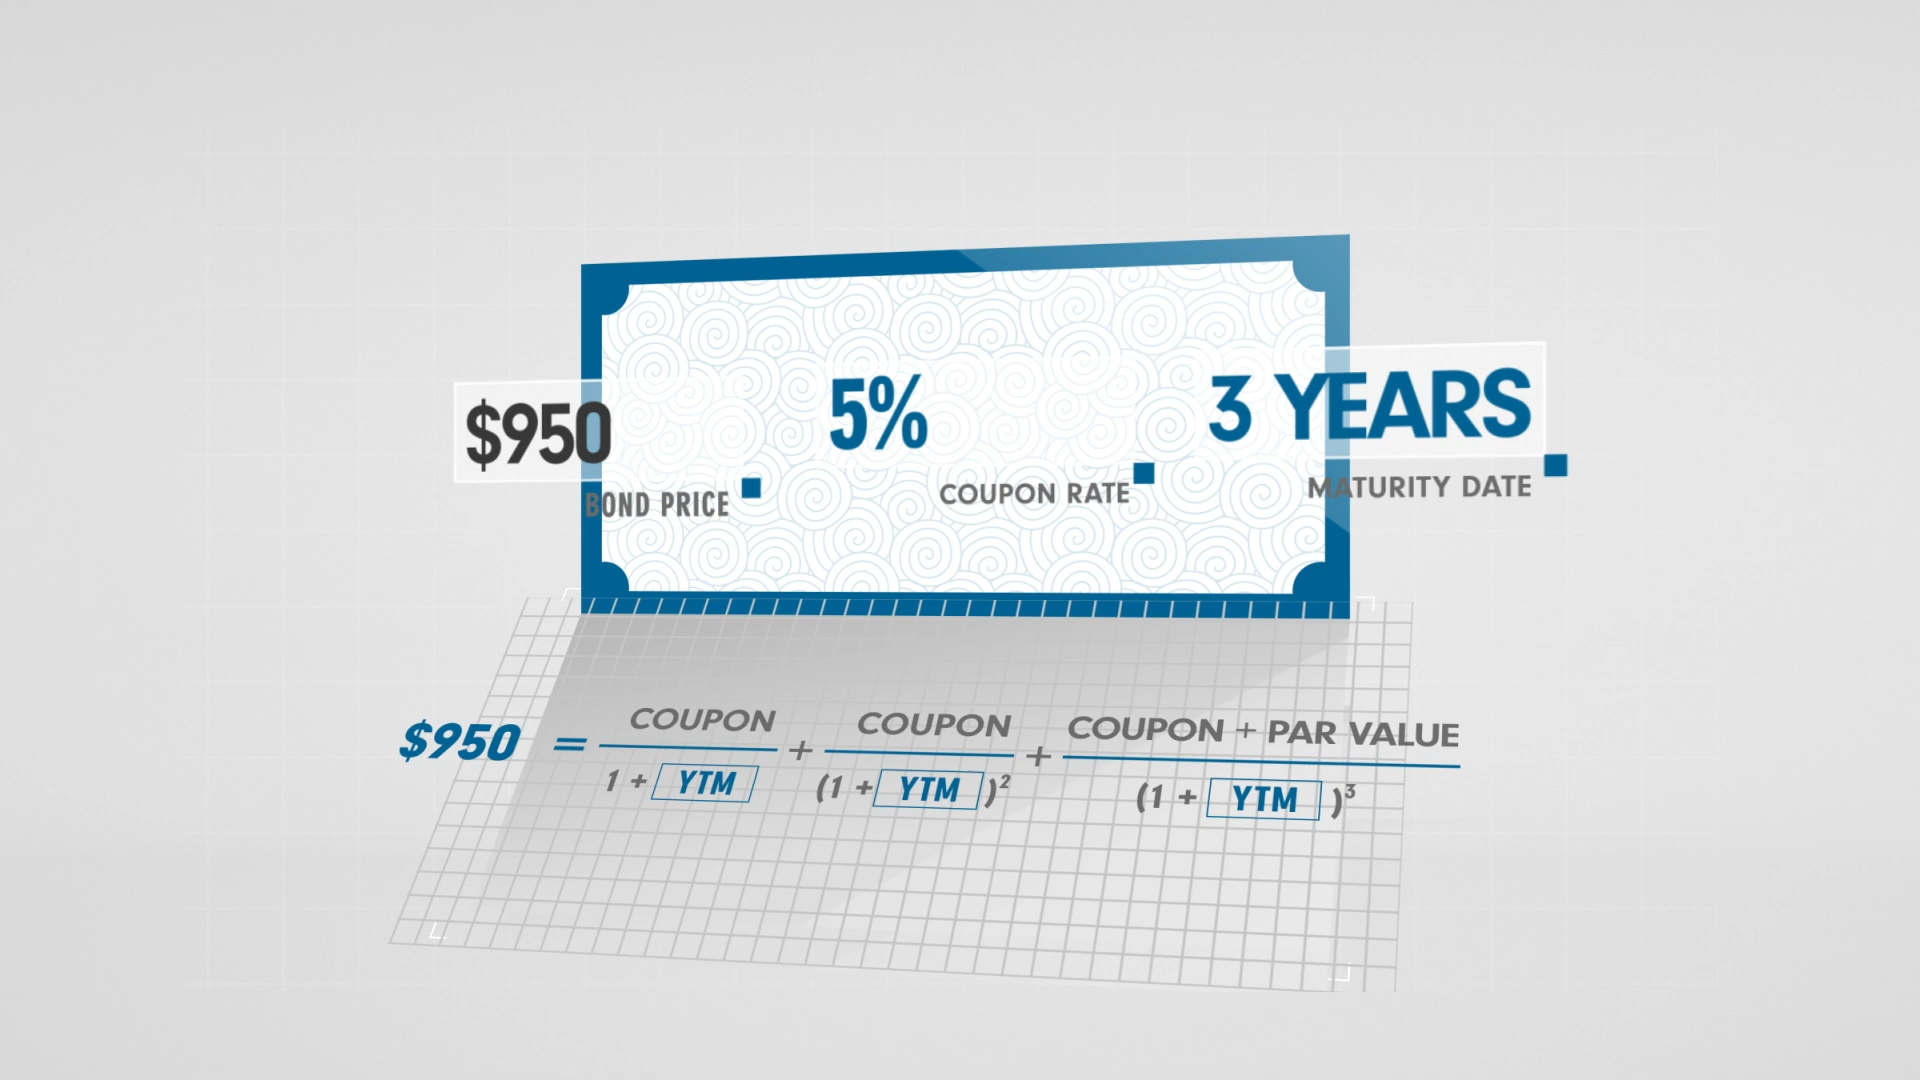 $950
BOND PRICE
5%
COUPON RATE
3 YEARS
MATURITY DATE
$950 = COUPON / 1 + YTM + COUPON / (1 + YTM)² + COUPON + PAR VALUE / (1 + YTM)³